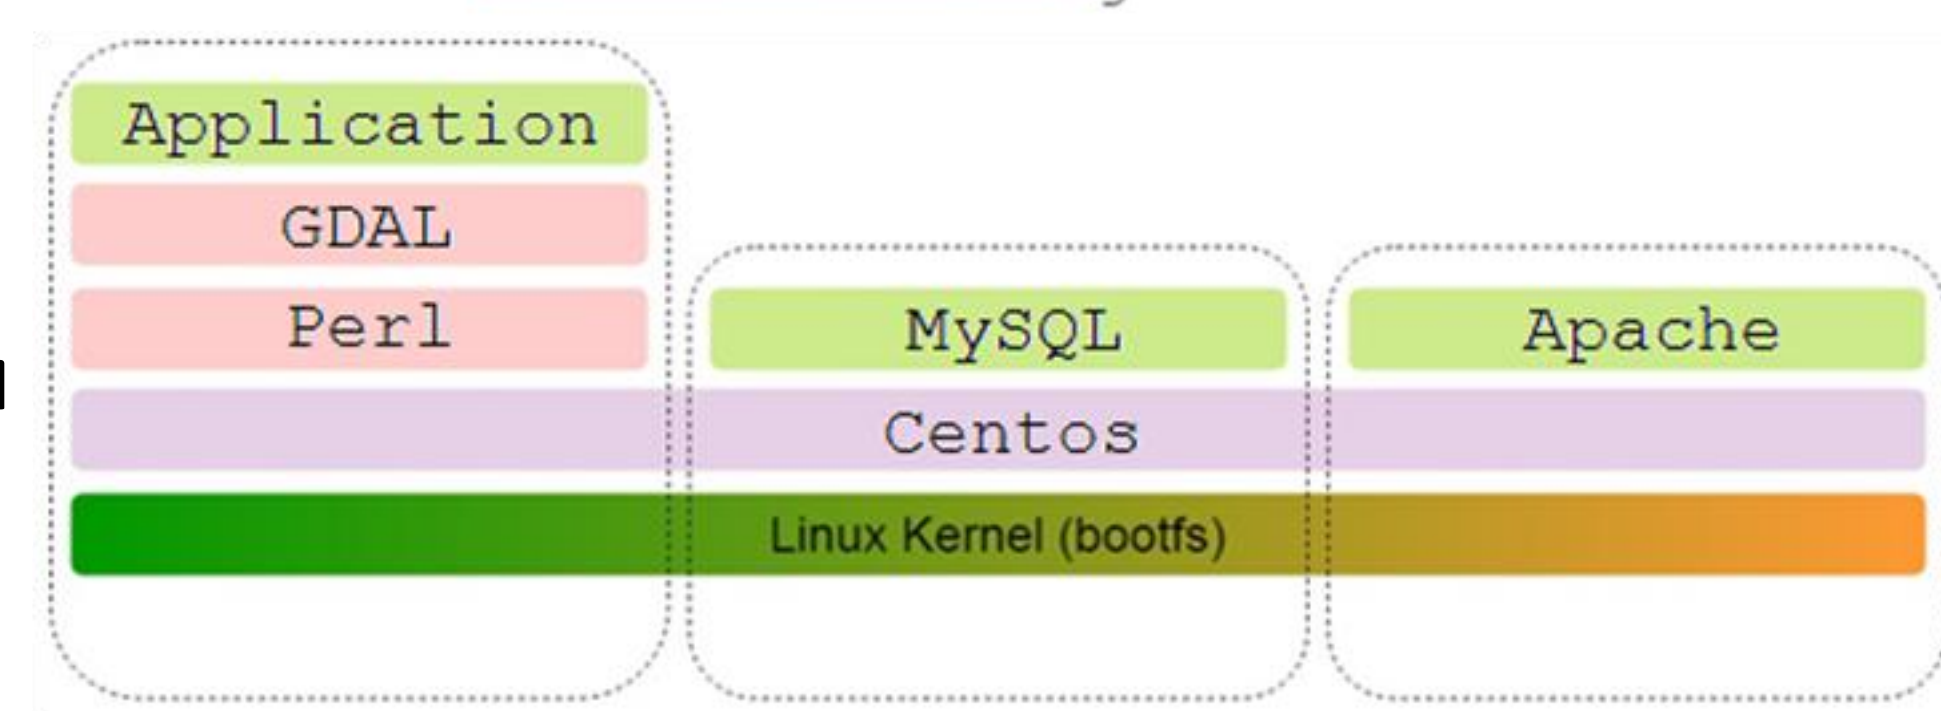 Application
GDAL
Perl
MySQL
Apache
Centos
Linux Kernel (bootfs)